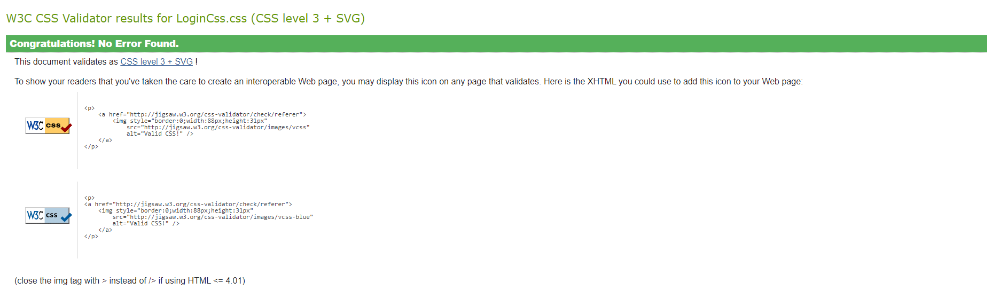 W3C CSS Validator results for LoginCss.css (CSS level 3 + SVG)
Congratulations! No Error Found.
This document validates as CSS level 3 + SVG !
To show your readers that you've taken the care to create an interoperable Web page, you may display this icon on any page that validates. Here is the XHTML you could use to add this icon to your Web page:
W3C css
<p>
    <a href="http://jigsaw.w3.org/css-validator/check/referer">
        <img style="border:0;width:88px;height:31px"
            src="http://jigsaw.w3.org/css-validator/images/vcss"
            alt="Valid CSS!" />
    </a>
</p>
W3C css
<p>
<a href="http://jigsaw.w3.org/css-validator/check/referer">
    <img style="border:0;width:88px;height:31px"
        src="http://jigsaw.w3.org/css-validator/images/vcss-blue"
        alt="Valid CSS!" />
    </a>
</p>
(close the img tag with > instead of /> if using HTML <= 4.01)